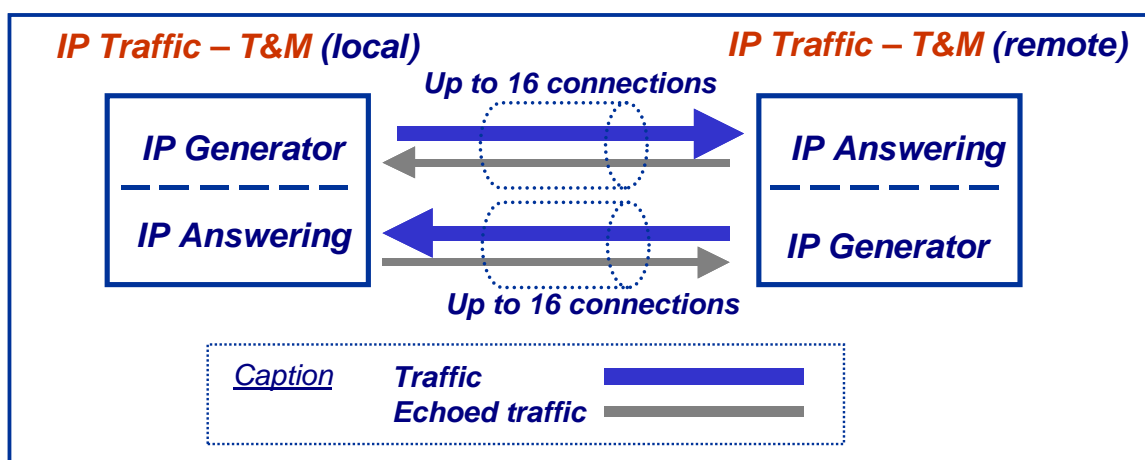 IP Traffic – T&M (local)
IP Traffic – T&M (remote)
Up to 16 connections
IP Generator
IP Answering
IP Answering
IP Generator
Up to 16 connections
Caption
Traffic
Echoed traffic